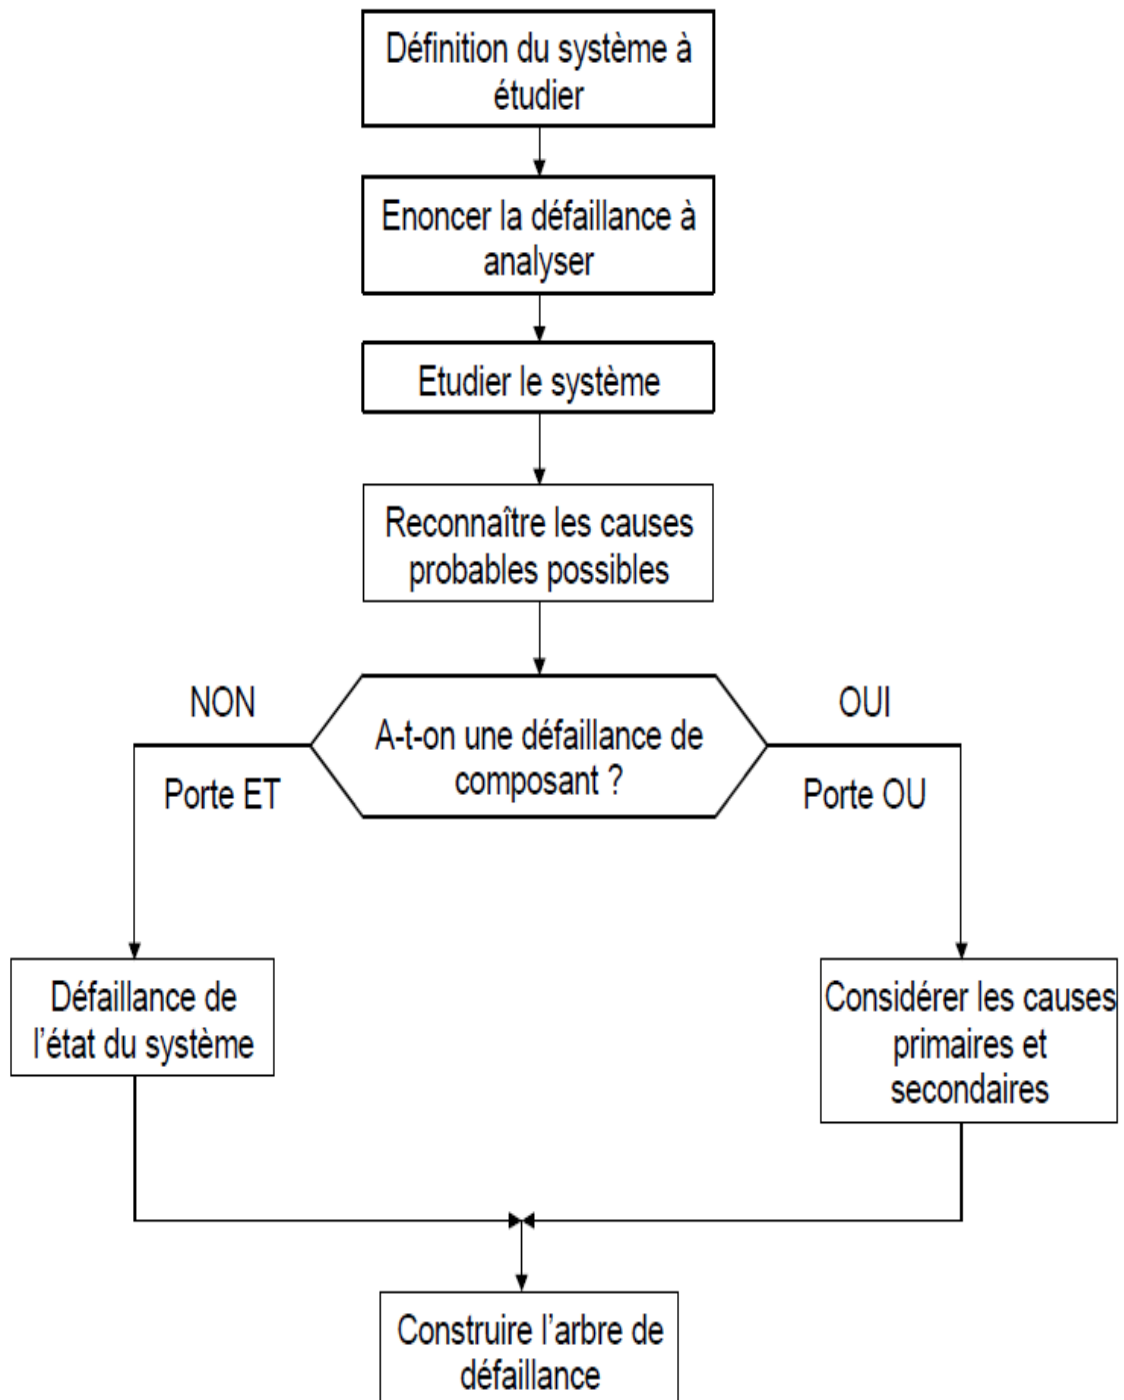 Définition du système à
étudier
Enoncer la défaillance à
analyser
Etudier le système
Reconnaître les causes
probables possibles
NON
OUI
A-t-on une défaillance de
composant ?
Porte ET
Porte OU
Défaillance de
l'état du système
Considérer les causes
primaires et
secondaires
Construire l'arbre de
défaillance